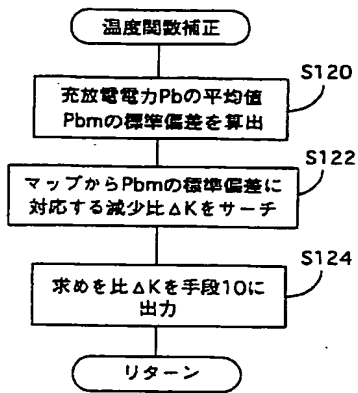 温度関数補正
S120
充放電電力Pbの平均値
Pbmの標準偏差を算出
S122
マップからPbmの標準偏差に
対応する減少比ΔKをサーチ
S124
求めを比ΔKを手段10に
出力
リターン